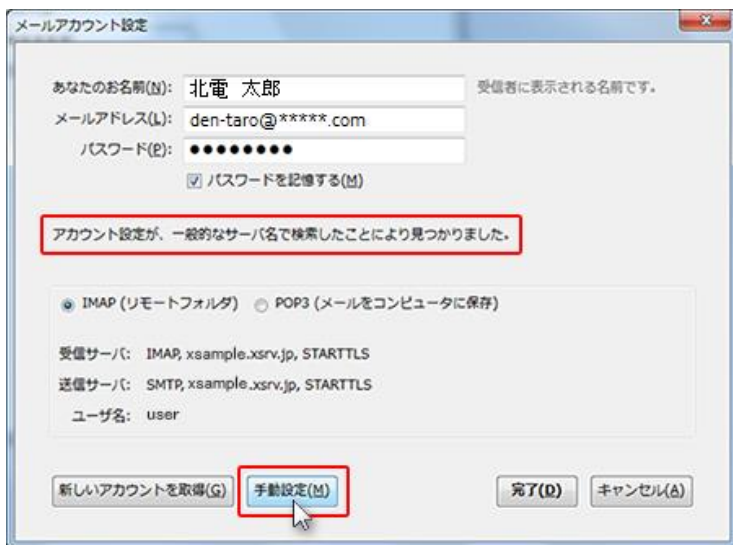 メールアカウント設定
あなたのお名前(N): 北電 太郎 受信者に表示される名前です。
メールアドレス(L): den-taro@*****.com
パスワード(P): ●●●●●●●●
パスワードを記憶する(M)
アカウント設定が、一般的なサーバ名で検索したことにより見つかりました。
IMAP (リモートフォルダ) POP3 (メールをコンピュータに保存)
受信サーバ: IMAP, xsample.xsrv.jp, STARTTLS
送信サーバ: SMTP, xsample.xsrv.jp, STARTTLS
ユーザ名: user
新しいアカウントを取得(G) 手動設定(M) 完了(D) キャンセル(A)